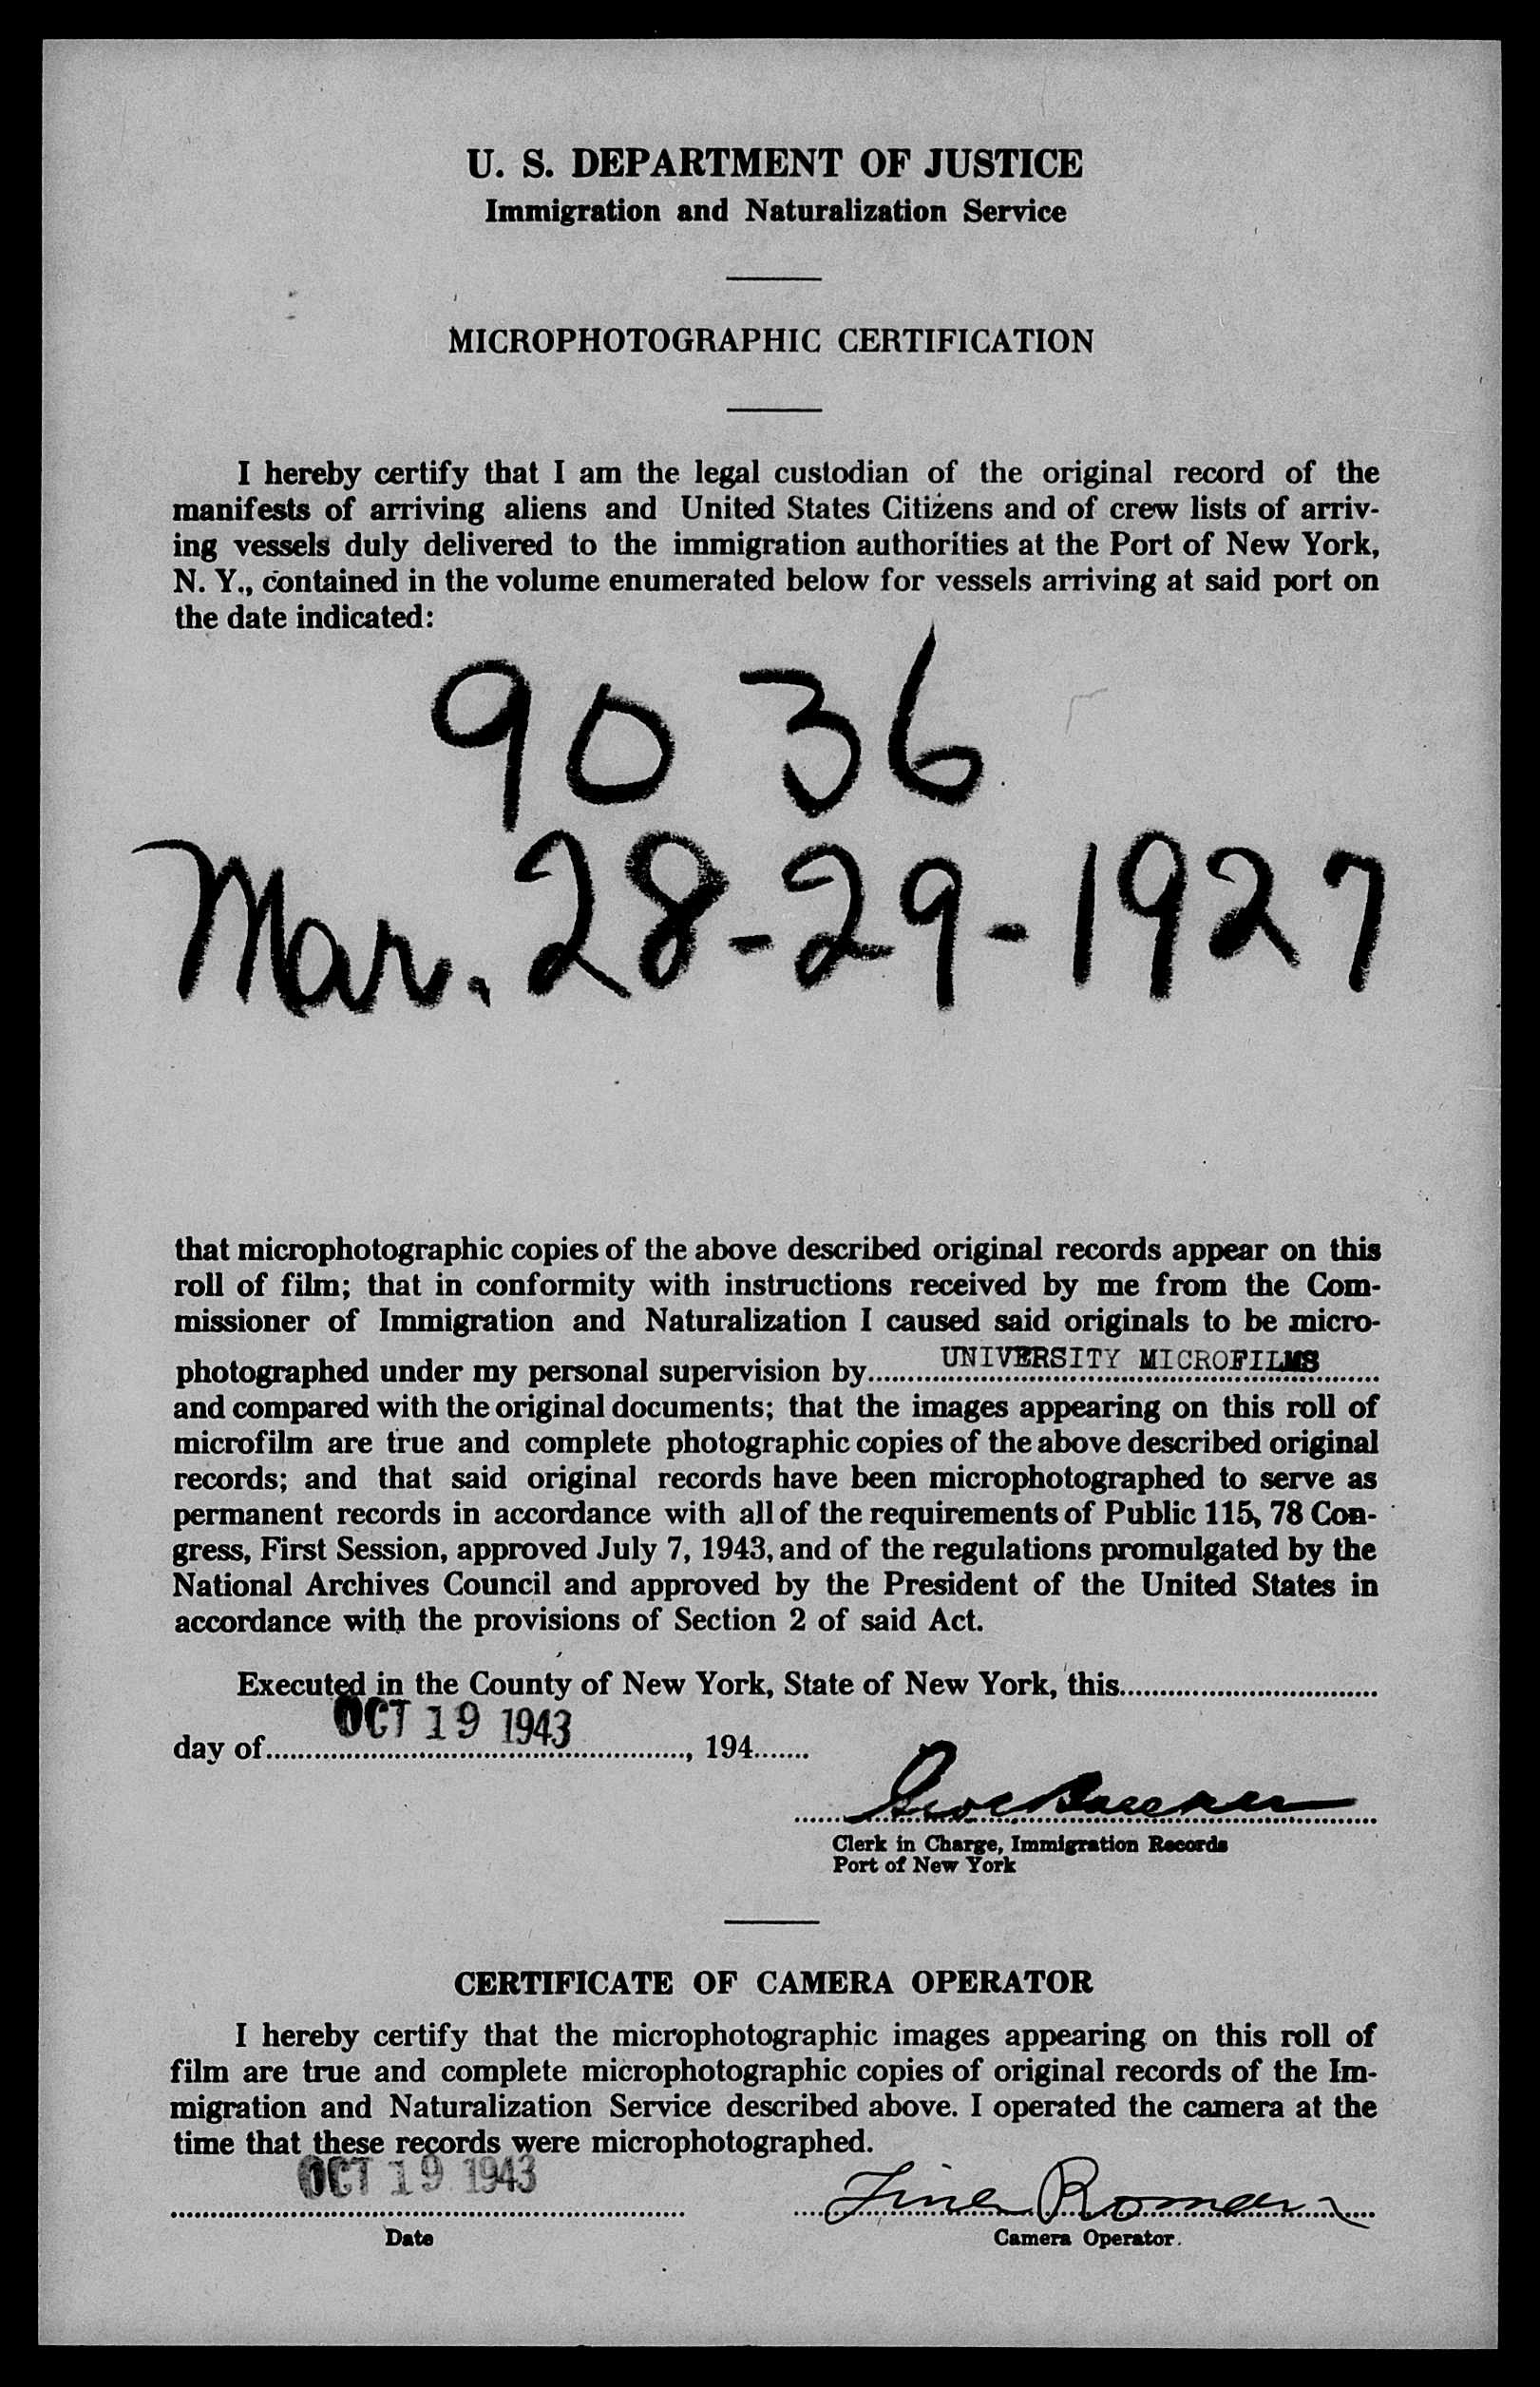 U. S. DEPARTMENT OF JUSTICE
Immigration and Naturalization Service
MICROPHOTOGRAPHIC CERTIFICATION
I hereby certify that I am the legal custodian of the original record of the
manifests of arriving aliens and United States Citizens and of crew lists of arriv-
ing vessels duly delivered to the immigration authorities at the Port of New York,
N. Y., contained in the volume enumerated below for vessels arriving at said port on
the date indicated:
9036
Mar. 28-29-1927
that microphotographic copies of the above described original records appear on this
roll of film; that in conformity with instructions received by me from the Com-
missioner of Immigration and Naturalization I caused said originals to be micro-
photographed under my personal supervision by UNIVERSITY MICROFILMS
and compared with the original documents; that the images appearing on this roll of
microfilm are true and complete photographic copies of the above described original
records; and that said original records have been microphotographed to serve as
permanent records in accordance with all of the requirements of Public 115, 78 Con-
gress, First Session, approved July 7, 1943, and of the regulations promulgated by the
National Archives Council and approved by the President of the United States in
accordance with the provisions of Section 2 of said Act.
Executed in the County of New York, State of New York, this
day of OCT 19 1943, 194
Clerk in Charge, Immigration Records
Port of New York
CERTIFICATE OF CAMERA OPERATOR
I hereby certify that the microphotographic images appearing on this roll of
film are true and complete microphotographic copies of original records of the Im-
migration and Naturalization Service described above. I operated the camera at the
time that these records were microphotographed.
OCT 19 1943
Date
Camera Operator.